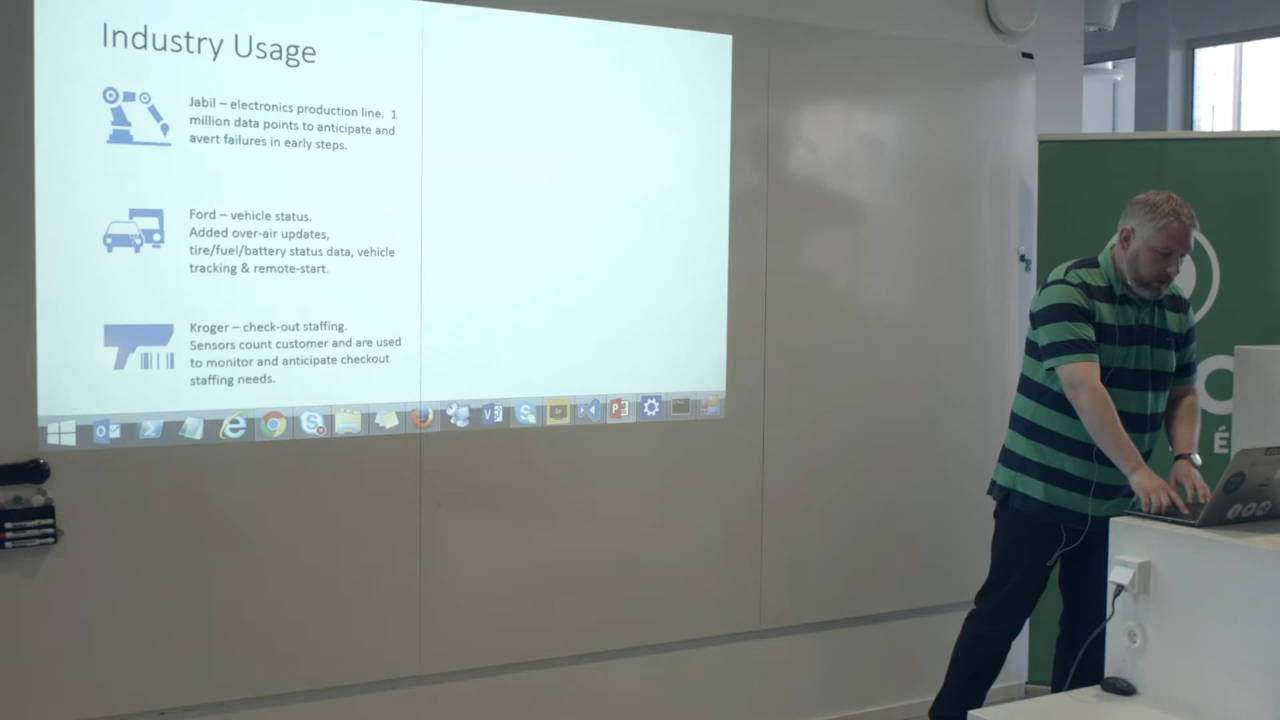 Industry Usage
Jabil – electronics production line.  1
million data points to anticipate and
avert failures in early steps.
Ford – vehicle status.
Added over-air updates,
tire/fuel/battery status data, vehicle
tracking & remote-start.
Kroger – check-out staffing.
Sensors count customer and are used
to monitor and anticipate checkout
staffing needs.
O
É